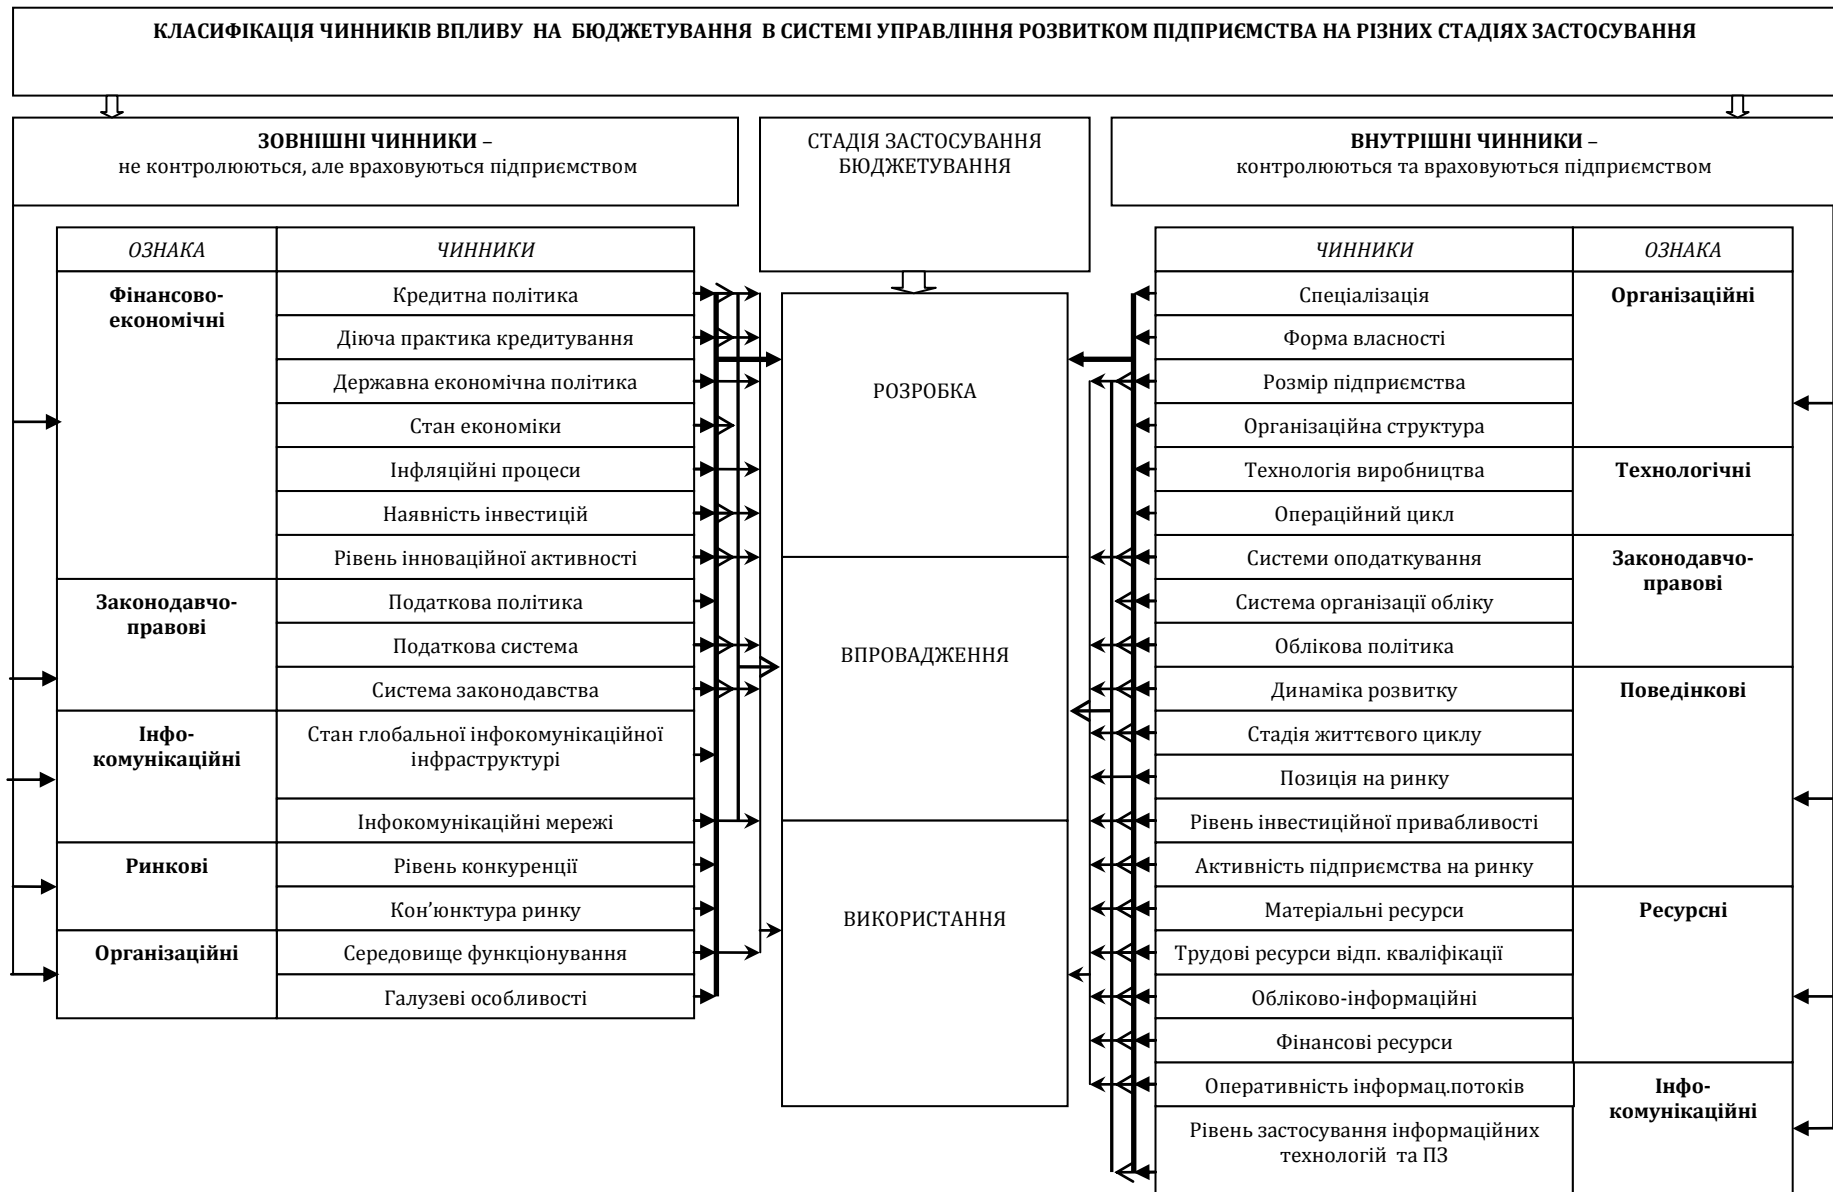 КЛАСИФІКАЦІЯ ЧИННИКІВ ВПЛИВУ НА БЮДЖЕТУВАННЯ В СИСТЕМІ УПРАВЛІННЯ РОЗВИТКОМ ПІДПРИЄМСТВА НА РІЗНИХ СТАДІЯХ ЗАСТОСУВАННЯ
ЗОВНІШНІ ЧИННИКИ –
не контролюються, але враховуються підприємством
СТАДІЯ ЗАСТОСУВАННЯ
БЮДЖЕТУВАННЯ
ВНУТРІШНІ ЧИННИКИ –
контролюються та враховуються підприємством
ОЗНАКА
ЧИННИКИ
Фінансово-
економічні
Кредитна політика
Діюча практика кредитування
Державна економічна політика
Стан економіки
Інфляційні процеси
Наявність інвестицій
Рівень інноваційної активності
Законодавчо-
правові
Податкова політика
Податкова система
Система законодавства
Інфо-
комунікаційні
Стан глобальної інфокомунікаційної
інфраструктурі
Інфокомунікаційні мережі
Ринкові
Рівень конкуренції
Кон’юнктура ринку
Організаційні
Середовище функціонування
Галузеві особливості
РОЗРОБКА
ВПРОВАДЖЕННЯ
ВИКОРИСТАННЯ
ЧИННИКИ
ОЗНАКА
Спеціалізація
Організаційні
Форма власності
Розмір підприємства
Організаційна структура
Технологія виробництва
Технологічні
Операційний цикл
Системи оподаткування
Законодавчо-
правові
Система організації обліку
Облікова політика
Динаміка розвитку
Поведінкові
Стадія життєвого циклу
Позиція на ринку
Рівень інвестиційної привабливості
Активність підприємства на ринку
Матеріальні ресурси
Ресурсні
Трудові ресурси відп. кваліфікації
Обліково-інформаційні
Фінансові ресурси
Оперативність інформац.потоків
Інфо-
комунікаційні
Рівень застосування інформаційних
технологій та ПЗ